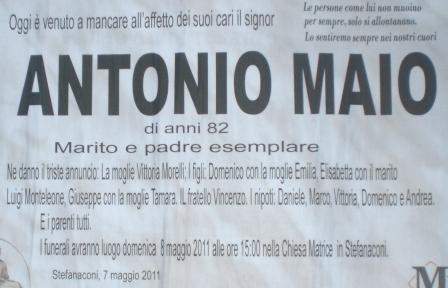 Oggi è venuto a mancare all'affetto dei suoi cari il signor
Le persone come lui non muoino
per sempre, solo si allontanano.
Lo sentiremo sempre nei nostri cuori
ANTONIO MAIO
di anni 82
Marito e padre esemplare
Ne danno il triste annuncio: La moglie Vittoria Morelli; I figli: Domenico con la moglie Emilia, Elisabetta con il marito
Luigi Monteleone, Giuseppe con la moglie Tamara. IL fratello Vincenzo. I nipoti: Daniele, Marco, Vittoria, Domenico e Andrea.
E i parenti tutti.
I funerali avranno luogo domenica 8 maggio 2011 alle ore 15:00 nella Chiesa Matrice in Stefanaconi.
Stefanaconi, 7 maggio 2011
M